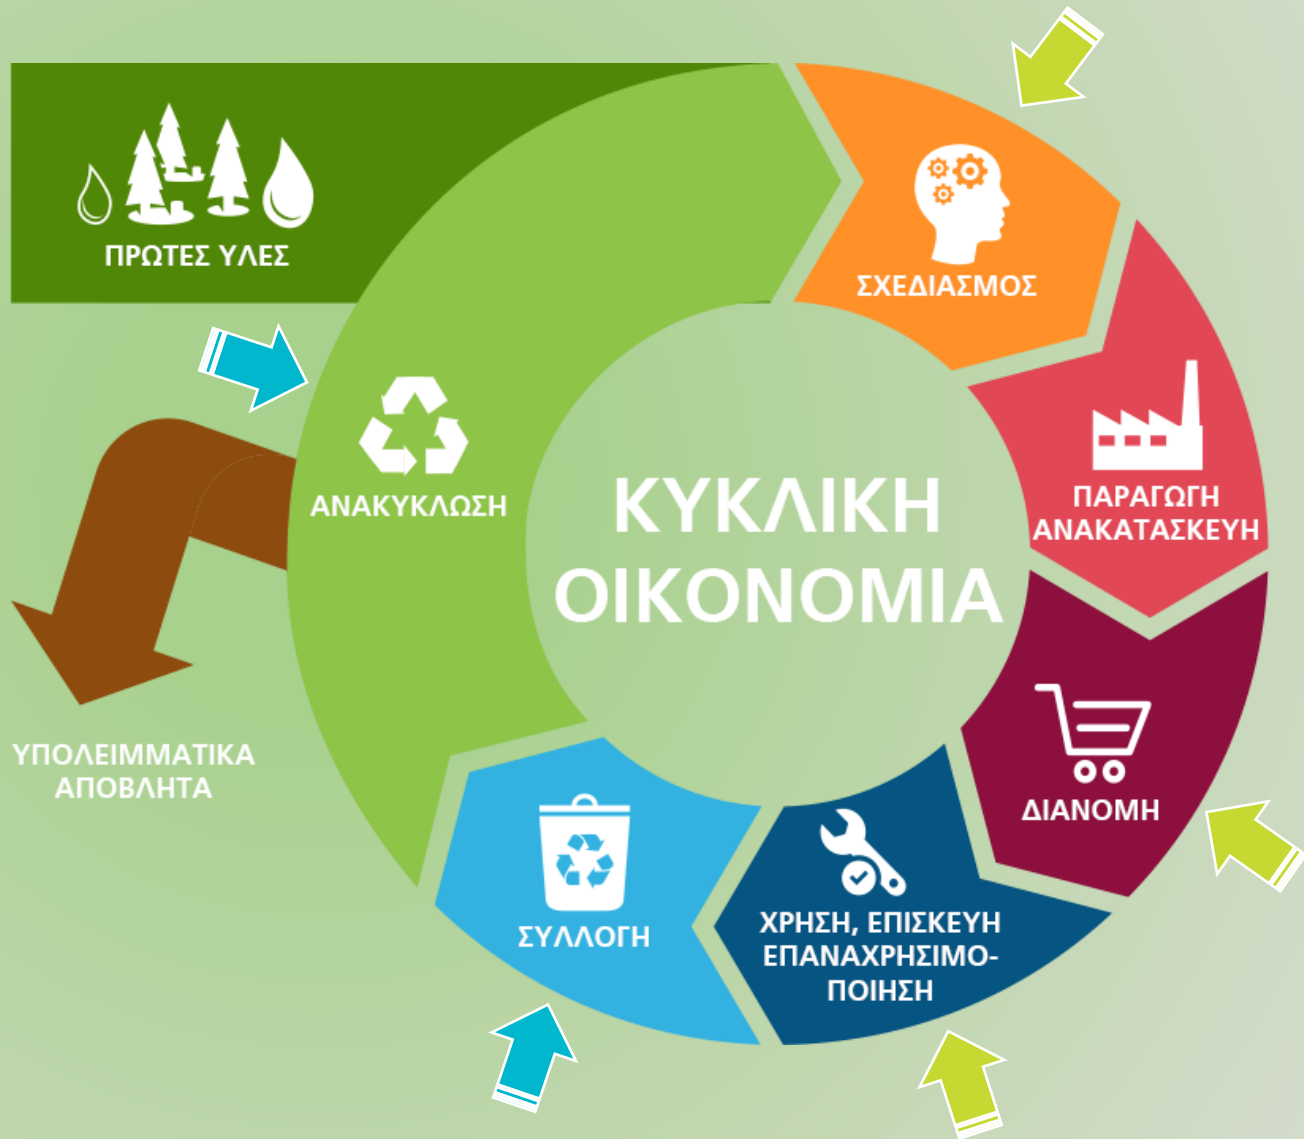 ΠΡΩΤΕΣ ΥΛΕΣ
ΣΧΕΔΙΑΣΜΟΣ
ΠΑΡΑΓΩΓΗ
ΑΝΑΚΑΤΑΣΚΕΥΗ
ΔΙΑΝΟΜΗ
ΧΡΗΣΗ, ΕΠΙΣΚΕΥΗ
ΕΠΑΝΑΧΡΗΣΙΜΟ-
ΠΟΙΗΣΗ
ΣΥΛΛΟΓΗ
ΑΝΑΚΥΚΛΩΣΗ
ΥΠΟΛΕΙΜΜΑΤΙΚΑ
ΑΠΟΒΛΗΤΑ
ΚΥΚΛΙΚΗ
ΟΙΚΟΝΟΜΙΑ